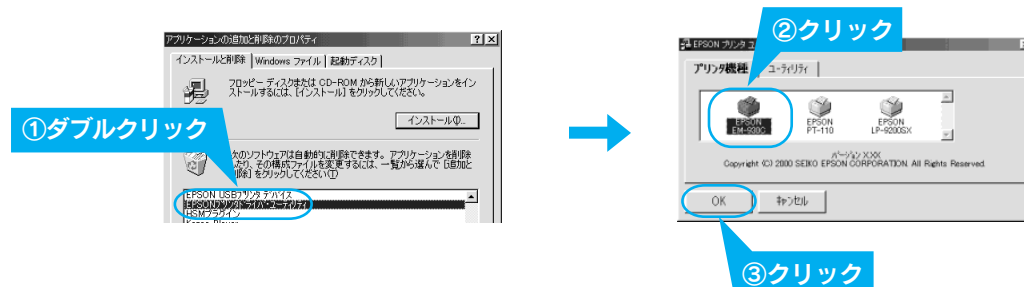 アプリケーションの追加と削除のプロパティ
インストールと削除 Windows ファイル 起動ディスク
フロッピー ディスクまたは CD-ROM から新しいアプリケーションをイン
ストールするには、[インストール] をクリックしてください。
インストール(I)...
①ダブルクリック
次のソフトウェアは自動的に削除できます。アプリケーションを削除
したり、その構成ファイルを変更するには、一覧から選んで [追加と
削除] をクリックしてください(T)
EPSON USBプリンタデバイス
EPSONプリンタドライバ・ユーティリティ
HSMプラグイン
②クリック
EPSON プリンタユ
プリンタ機種 ユーティリティ
EPSON
EM-930C
EPSON
PT-110
EPSON
LP-9200SX
バージョン X.XX
Copyright (C) 2000 SEIKO EPSON CORPORATION. All Rights Reserved.
OK キャンセル
③クリック